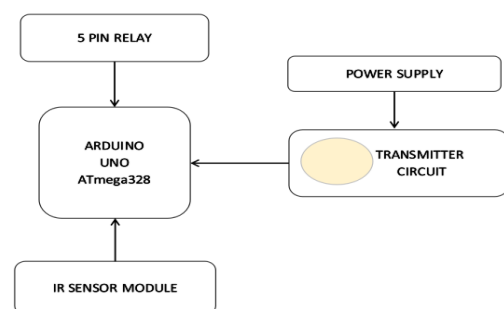 5 PIN RELAY
POWER SUPPLY
ARDUINO
UNO
ATmega328
TRANSMITTER
CIRCUIT
IR SENSOR MODULE